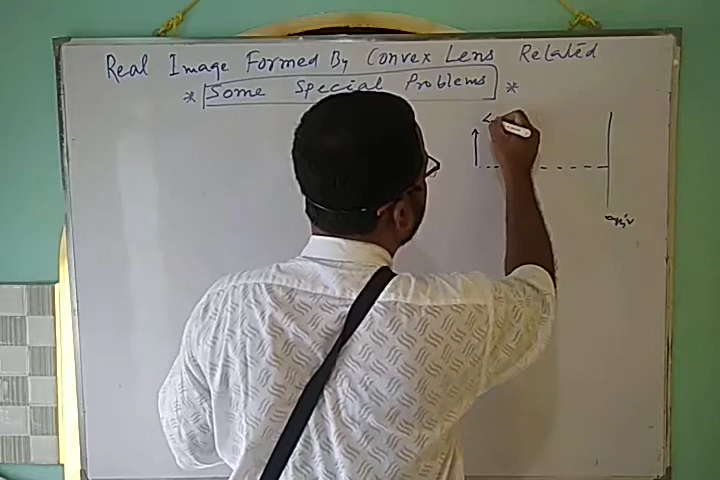 Real Image Formed By Convex Lens Related
* Some Special Problems *